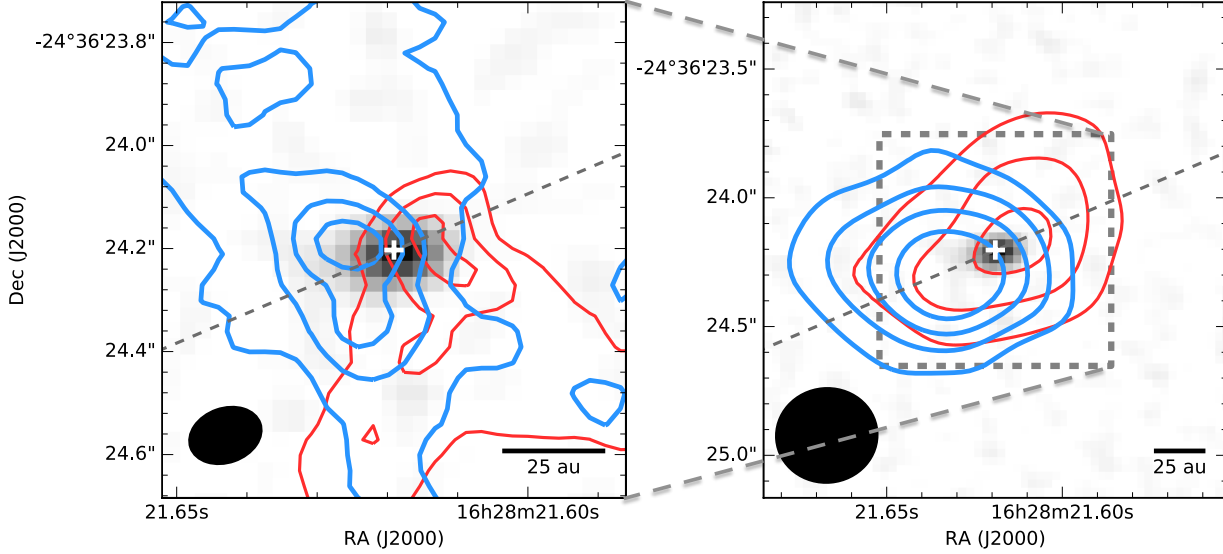 -24°36'23.8"
24.0"
24.2"
24.4"
24.6"
Dec (J2000)
25 au
21.65s
16h28m21.60s
RA (J2000)
-24°36'23.5"
24.0"
24.5"
25.0"
25 au
21.65s
16h28m21.60s
RA (J2000)